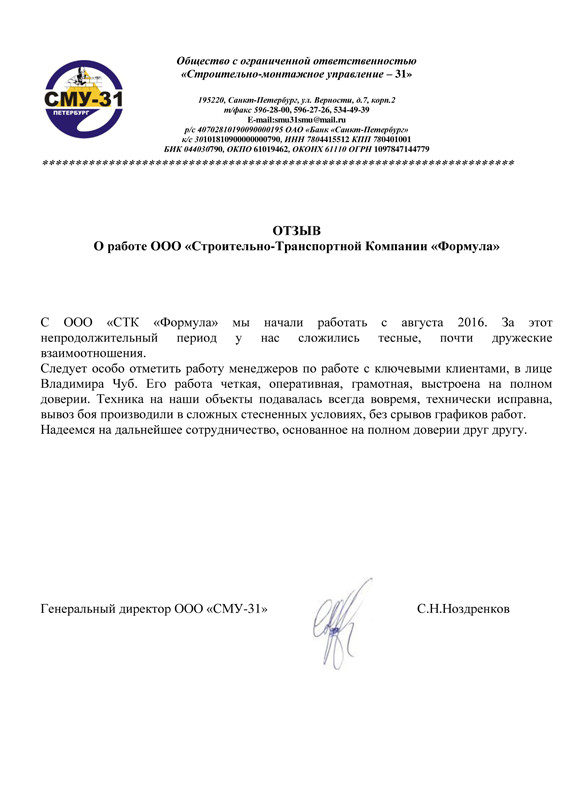 СМУ-31
ПЕТЕРБУРГ
Общество с ограниченной ответственностью
«Строительно-монтажное управление – 31»
195220, Санкт-Петербург, ул. Верности, д.7, корп.2
т/факс 596-28-00, 596-27-26, 534-49-39
E-mail:smu31smu@mail.ru
р/с 40702810190090000195 ОАО «Банк «Санкт-Петербург»
к/с 30101810900000000790, ИНН 7804415512 КПП 780401001
БИК 044030790, ОКПО 61019462, ОКОНХ 61110 ОГРН 1097847144779
************************************************************************
ОТЗЫВ
О работе ООО «Строительно-Транспортной Компании «Формула»
С ООО «СТК «Формула» мы начали работать с августа 2016. За этот
непродолжительный период у нас сложились тесные, почти дружеские
взаимоотношения.
Следует особо отметить работу менеджеров по работе с ключевыми клиентами, в лице
Владимира Чуб. Его работа четкая, оперативная, грамотная, выстроена на полном
доверии. Техника на наши объекты подавалась всегда вовремя, технически исправна,
вывоз боя производили в сложных стесненных условиях, без срывов графиков работ.
Надеемся на дальнейшее сотрудничество, основанное на полном доверии друг другу.
Генеральный директор ООО «СМУ-31» С.Н.Ноздренков